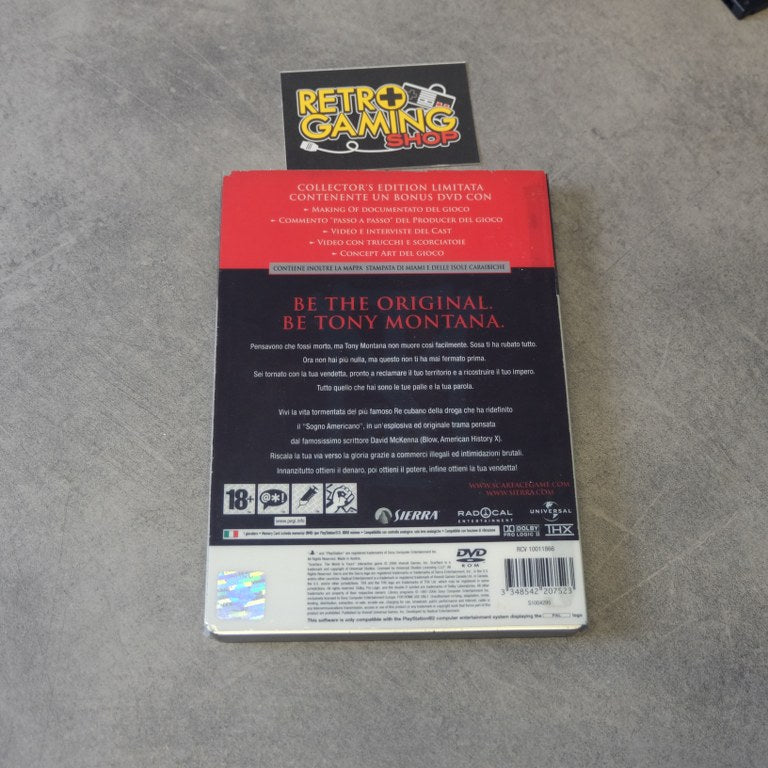 RETRO
GAMING
SHOP
COLLECTOR'S EDITION LIMITATA
CONTENENTE UN BONUS DVD CON
MAKING OF DOCUMENTATO DEL GIOCO
COMMENTO "PASSO A PASSO" DEL PRODUCER DEL GIOCO
VIDEO E INTERVISTE DEL CAST
VIDEO CON TRUCCHI E SCORCIATOIE
CONCEPT ART DEL GIOCO
CONTIENE INOLTRE LA MAPPA STAMPATA DI MIAMI E DELLE ISOLE CARAIBICHE
BE THE ORIGINAL.
BE TONY MONTANA.
Pensavono che fossi morto, ma Tony Montana non muore così facilmente. Sosa ti ha rubato tutto.
Ora non hai più nulla, ma questo non ti ha mai fermato prima.
Sei tornato con la tua vendetta, pronto a reclamare il tuo territorio e a ricostruire il tuo impero.
Tutto quello che hai sono le tue palle e la tua parola.
Vivi la vita tormentata del più famoso Re cubano della droga che ha ridefinito
il "Sogno Americano", in un'esplosiva ed originale trama pensata
dal famosissimo scrittore David McKenna (Blow, American History X).
Riscala la tua via verso la gloria grazie a commerci illegali ed intimidazioni brutali.
Innanzitutto ottieni il denaro, poi ottieni il potere, infine ottieni la tua vendetta!
WWW.SCARFACEGAME.COM
WWW.SIERRA.COM
18+
www.pegi.info
SIERRA
RADICAL
ENTERTAINMENT
UNIVERSAL
DOLBY
PRO LOGIC II
THX
DVD
ROM
RCV 10011866
3 348542 207523
This software is only compatible with the PlayStation®2 computer entertainment system displaying the PAL logo